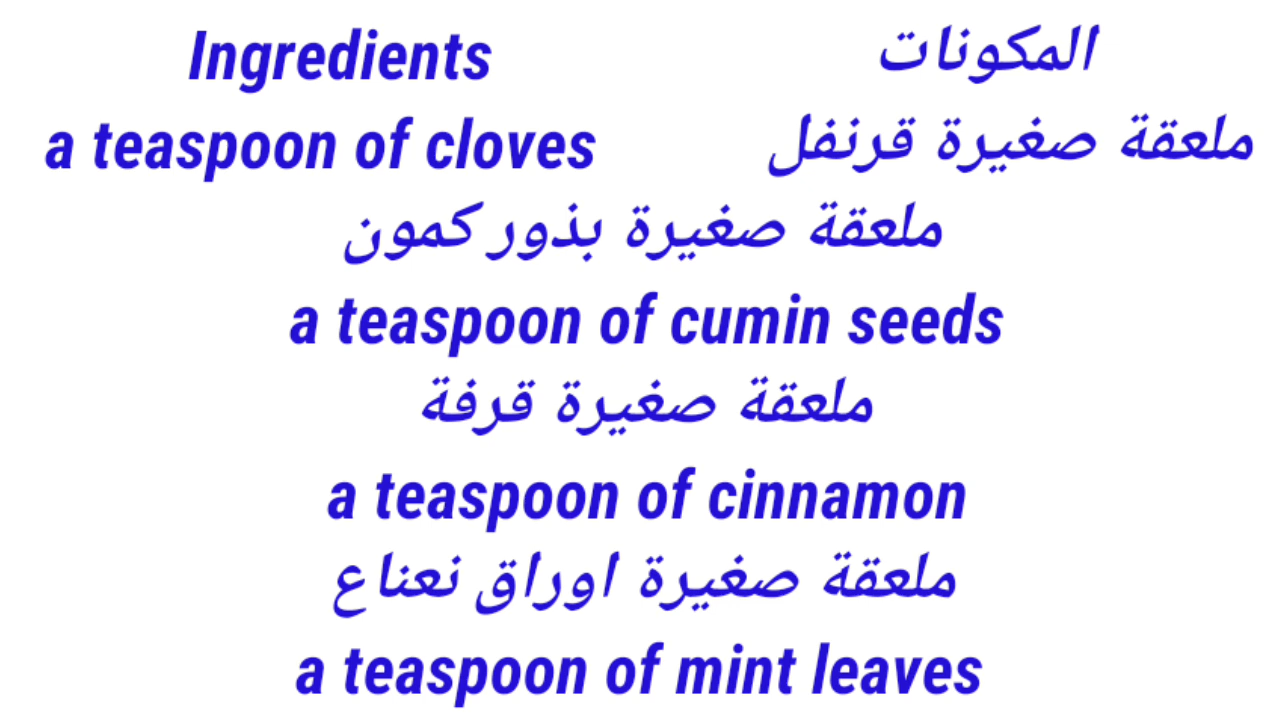 Ingredients المكونات
a teaspoon of cloves ملعقة صغيرة قرنفل
ملعقة صغيرة بذور كمون
a teaspoon of cumin seeds
ملعقة صغيرة قرفة
a teaspoon of cinnamon
ملعقة صغيرة اوراق نعناع
a teaspoon of mint leaves